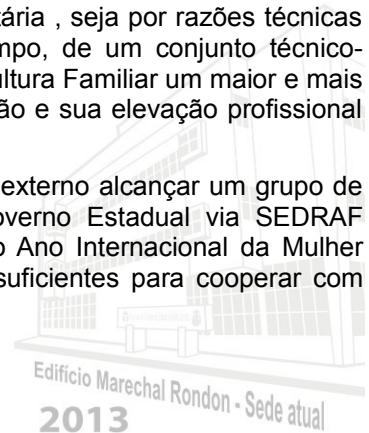 tária , seja por razões técnicas
mpo, de um conjunto técnico-
ultura Familiar um maior e mais
ão e sua elevação profissional
externo alcançar um grupo de
overno Estadual via SEDRAF
o Ano Internacional da Mulher
suficientes para cooperar com
Edifício Marechal Rondon - Sede atual
2013